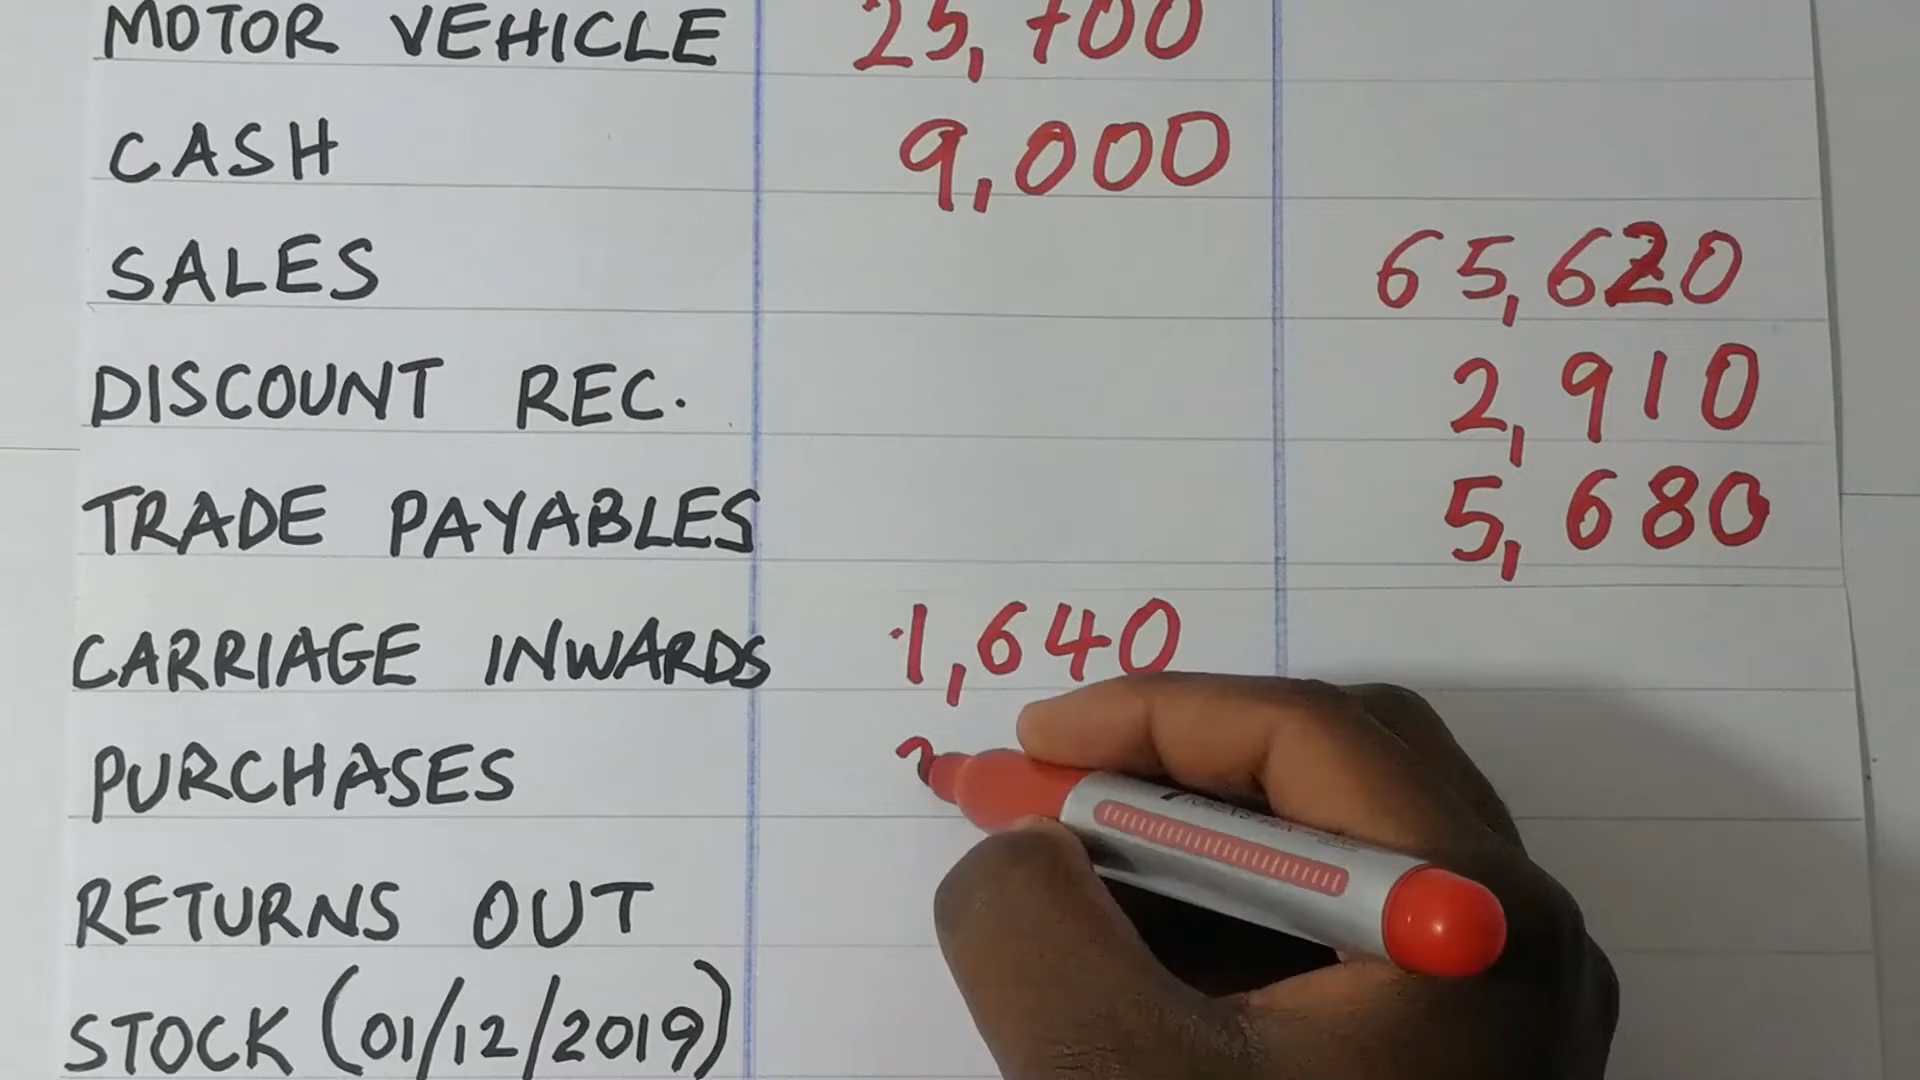 MOTOR VEHICLE 25,700
CASH 9,000
SALES 65,620
DISCOUNT REC. 2,910
TRADE PAYABLES 5,680
CARRIAGE INWARDS 1,640
PURCHASES
RETURNS OUT
STOCK (01/12/2019)